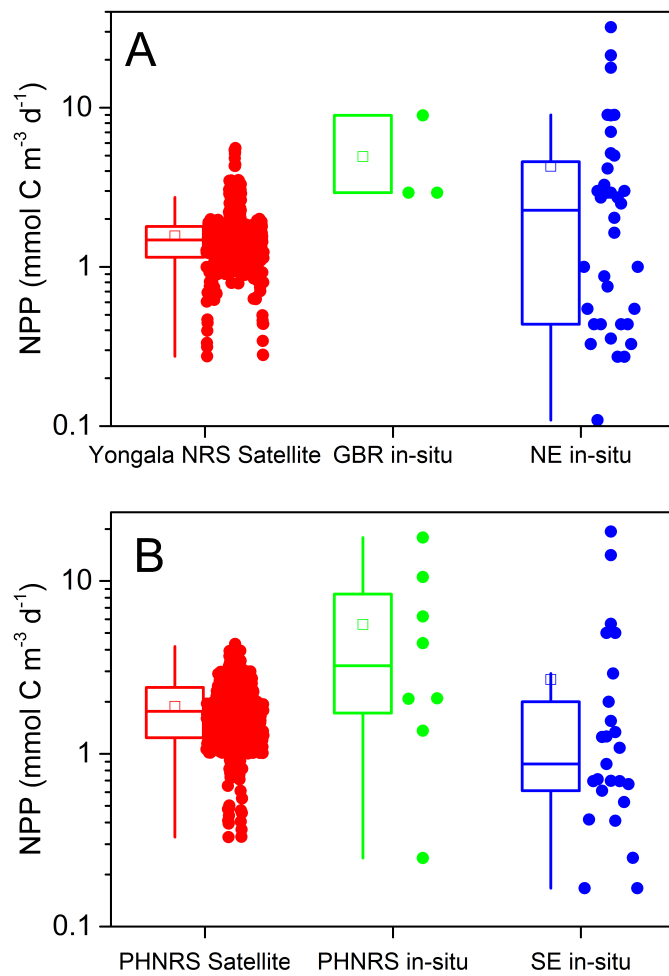 A
10
1
0.1
NPP (mmol C m⁻³ d⁻¹)
Yongala NRS Satellite GBR in-situ NE in-situ
B
10
1
0.1
NPP (mmol C m⁻³ d⁻¹)
PHNRS Satellite PHNRS in-situ SE in-situ